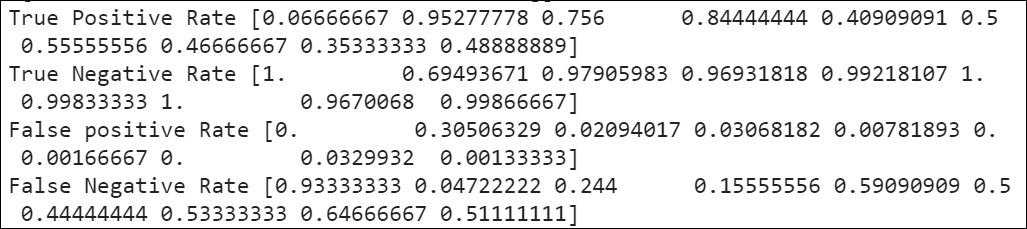 True Positive Rate [0.06666667 0.95277778 0.756      0.84444444 0.40909091 0.5
 0.55555556 0.46666667 0.35333333 0.48888889]
True Negative Rate [1.         0.69493671 0.97905983 0.96931818 0.99218107 1.
 0.99833333 1.         0.9670068  0.99866667]
False positive Rate [0.         0.30506329 0.02094017 0.03068182 0.00781893 0.
 0.00166667 0.         0.0329932  0.00133333]
False Negative Rate [0.93333333 0.04722222 0.244      0.15555556 0.59090909 0.5
 0.44444444 0.53333333 0.64666667 0.51111111]